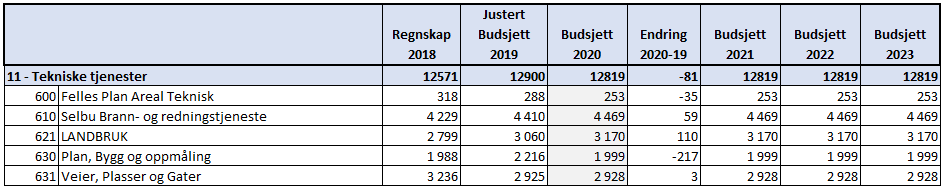 Regnskap 2018 Justert Budsjett 2019 Budsjett 2020 Endring 2020-19 Budsjett 2021 Budsjett 2022 Budsjett 2023
11 - Tekniske tjenester 12571 12900 12819 -81 12819 12819 12819
600 Felles Plan Areal Teknisk 318 288 253 -35 253 253 253
610 Selbu Brann- og redningstjeneste 4 229 4 410 4 469 59 4 469 4 469 4 469
621 LANDBRUK 2 799 3 060 3 170 110 3 170 3 170 3 170
630 Plan, Bygg og oppmåling 1 988 2 216 1 999 -217 1 999 1 999 1 999
631 Veier, Plasser og Gater 3 236 2 925 2 928 3 2 928 2 928 2 928